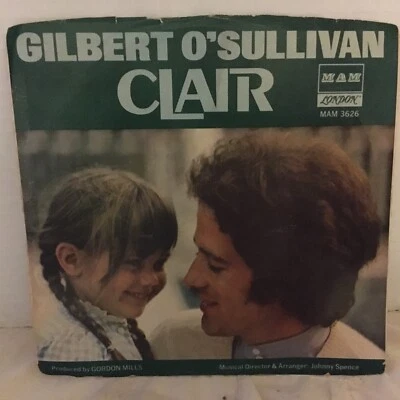 GILBERT O'SULLIVAN
CLAIR
MAM
LONDON
MAM 3626
Produced by GORDON MILLS
Musical Director & Arranger: Johnny Spence